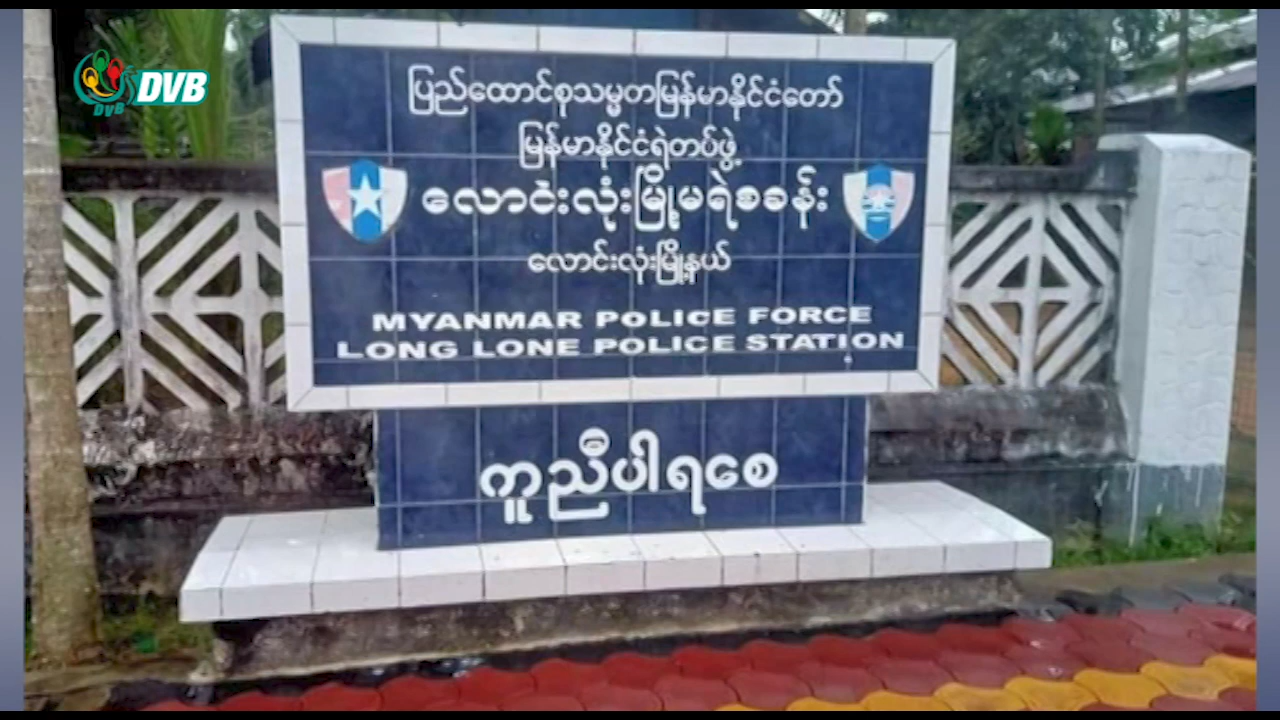 DVB
DVB
ပြည်ထောင်စုသမ္မတမြန်မာနိုင်ငံတော်
မြန်မာနိုင်ငံရဲတပ်ဖွဲ့
လောင်းလုံးမြို့မရဲစခန်း
လောင်းလုံးမြို့နယ်
MYANMAR POLICE FORCE
LONG LONE POLICE STATION
ကူညီပါရစေ